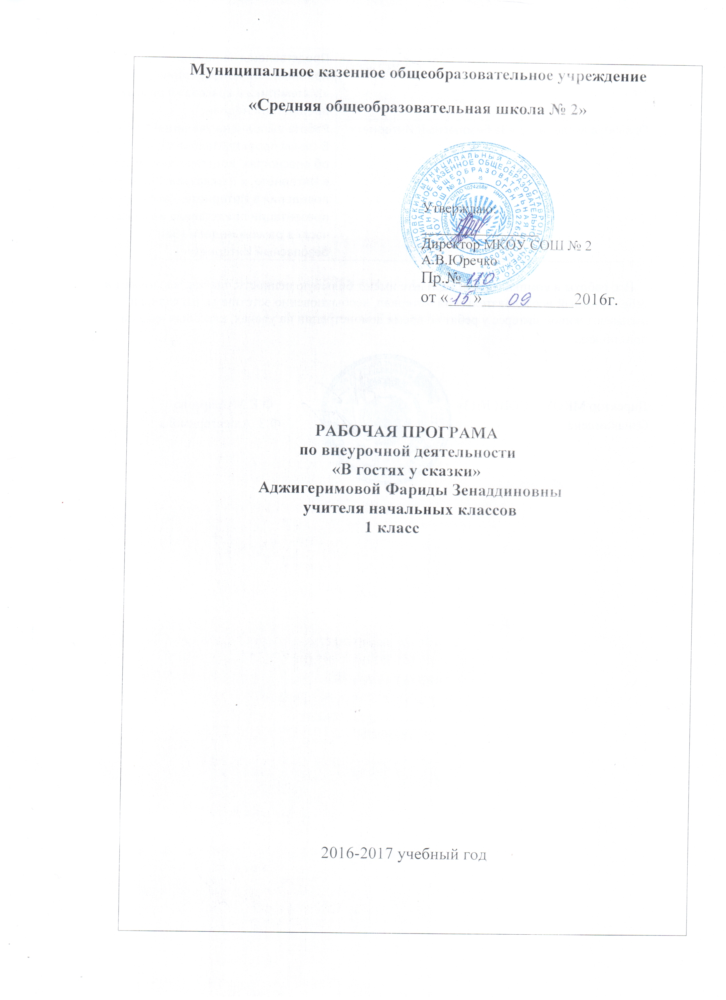 Муниципальное казенное общеобразовательное учреждение
«Средняя общеобразовательная школа № 2»
Утверждаю:
Директор МКОУ СОШ № 2
А.В.Юречко
Пр.№ 110
от «15» 09 2016г.
РАБОЧАЯ ПРОГРАМА
по внеурочной деятельности
«В гостях у сказки»
Аджигеримовой Фариды Зенаддиновны
учителя начальных классов
1 класс
2016-2017 учебный год